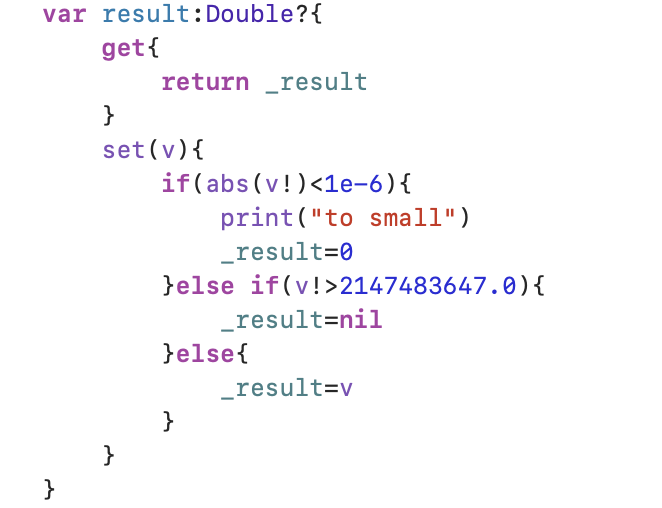 var result:Double?{
    get{
        return _result
    }
    set(v){
        if(abs(v!)<1e-6){
            print("to small")
            _result=0
        }else if(v!>2147483647.0){
            _result=nil
        }else{
            _result=v
        }
    }
}